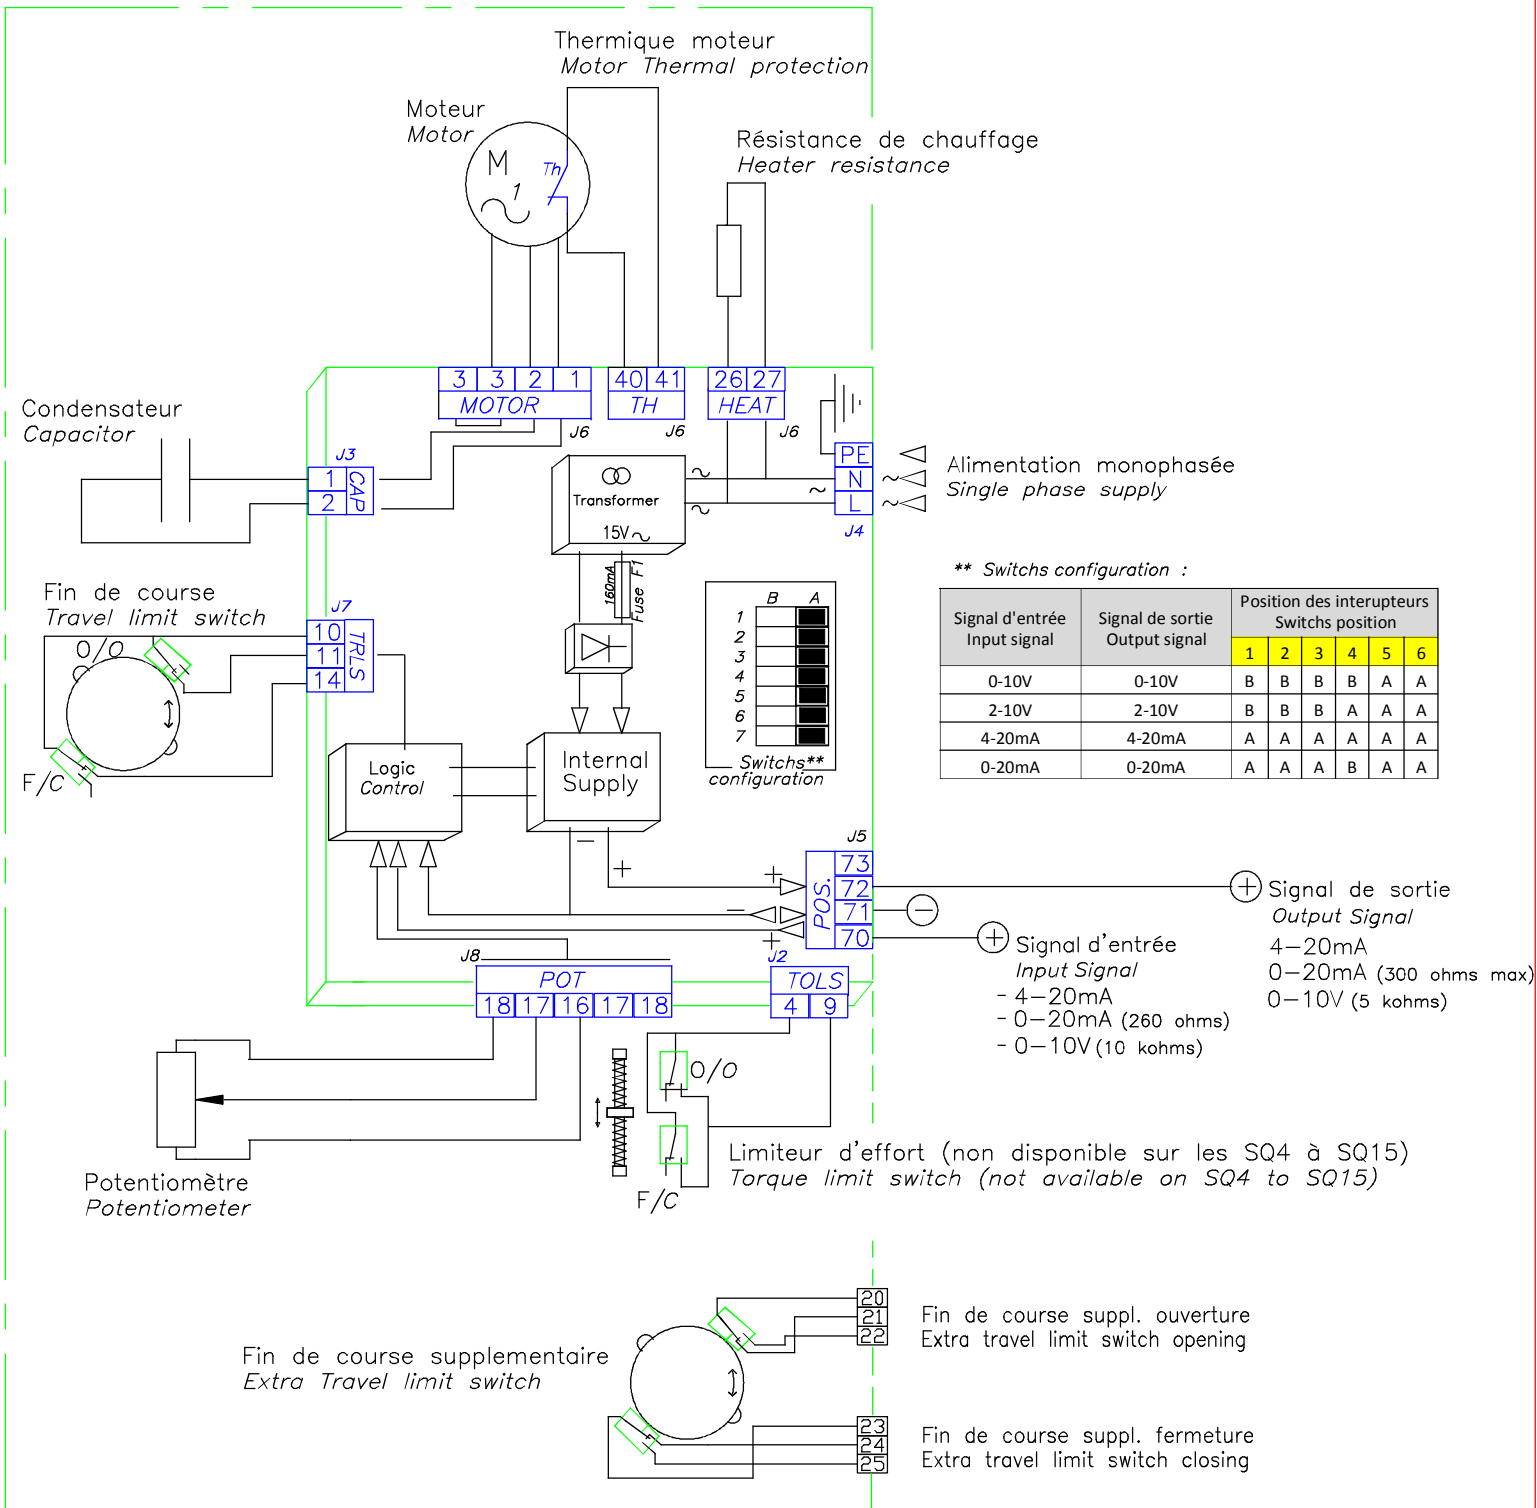 Thermique moteur
Motor Thermal protection
Moteur
Motor
M
1
Th
Résistance de chauffage
Heater resistance
3 3 2 1
MOTOR
J6
40 41
TH
J6
26 27
HEAT
J6
Condensateur
Capacitor
J3
1
2
CAP
PE
N
L
~
~
~
~
~
J4
Alimentation monophasée
Single phase supply
Transformer
15V~
160mA
Fuse F1
Fin de course
Travel limit switch
O/O
F/C
J7
10
11
14
TRLS
Logic
Control
Internal
Supply
−
+
B A
1
2
3
4
5
6
7
Switchs**
configuration
** Switchs configuration :
Signal d'entrée
Input signal
Signal de sortie
Output signal
Position des interupteurs
Switchs position
1 2 3 4 5 6
0-10V 0-10V B B B B A A
2-10V 2-10V B B B A A A
4-20mA 4-20mA A A A A A A
0-20mA 0-20mA A A A B A A
J5
POS.
73
72
71
70
+
−
+
+
−
+
Signal de sortie
Output Signal
4-20mA
0-20mA (300 ohms max)
0-10V (5 kohms)
Signal d'entrée
Input Signal
- 4-20mA
- 0-20mA (260 ohms)
- 0-10V (10 kohms)
J8
POT
18 17 16 17 18
J2
TOLS
4 9
O/O
F/C
Potentiomètre
Potentiometer
Limiteur d'effort (non disponible sur les SQ4 à SQ15)
Torque limit switch (not available on SQ4 to SQ15)
Fin de course supplementaire
Extra Travel limit switch
20
21
22
Fin de course suppl. ouverture
Extra travel limit switch opening
23
24
25
Fin de course suppl. fermeture
Extra travel limit switch closing